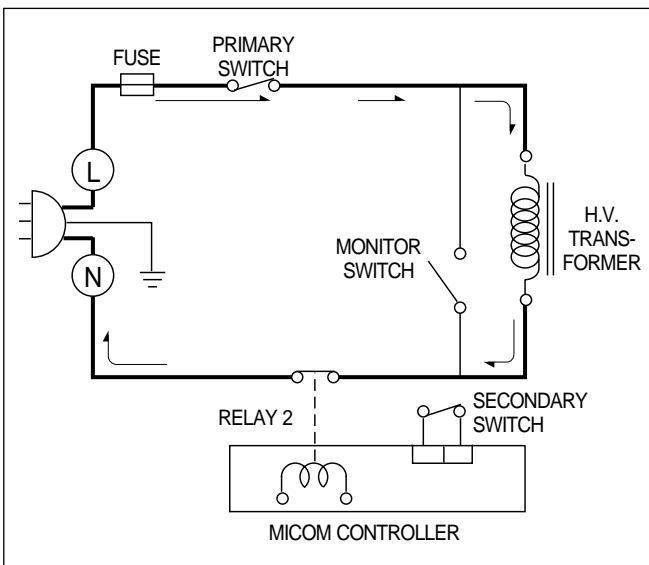 FUSE
PRIMARY
SWITCH
L
N
MONITOR
SWITCH
H.V.
TRANS-
FORMER
RELAY 2
SECONDARY
SWITCH
MICOM CONTROLLER